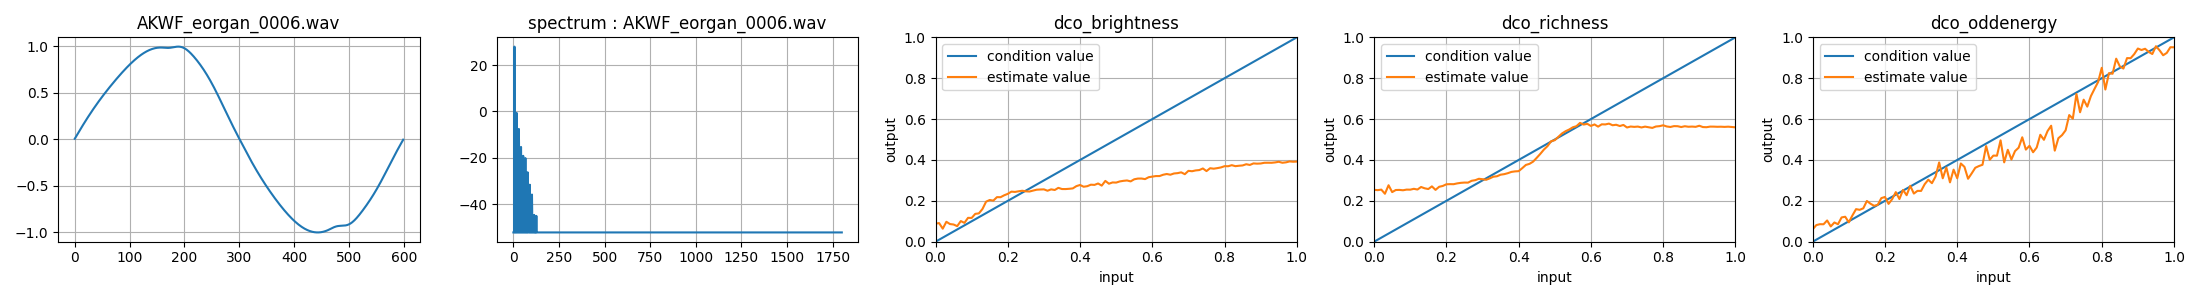 AKWF_eorgan_0006.wav
1.0
0.5
0.0
−0.5
−1.0
0 100 200 300 400 500 600
spectrum : AKWF_eorgan_0006.wav
20
0
−20
−40
0 250 500 750 1000 1250 1500 1750
dco_brightness
condition value
estimate value
output
1.0
0.8
0.6
0.4
0.2
0.0
0.0 0.2 0.4 0.6 0.8 1.0
input
dco_richness
condition value
estimate value
output
1.0
0.8
0.6
0.4
0.2
0.0
0.0 0.2 0.4 0.6 0.8 1.0
input
dco_oddenergy
condition value
estimate value
output
1.0
0.8
0.6
0.4
0.2
0.0
0.0 0.2 0.4 0.6 0.8 1.0
input